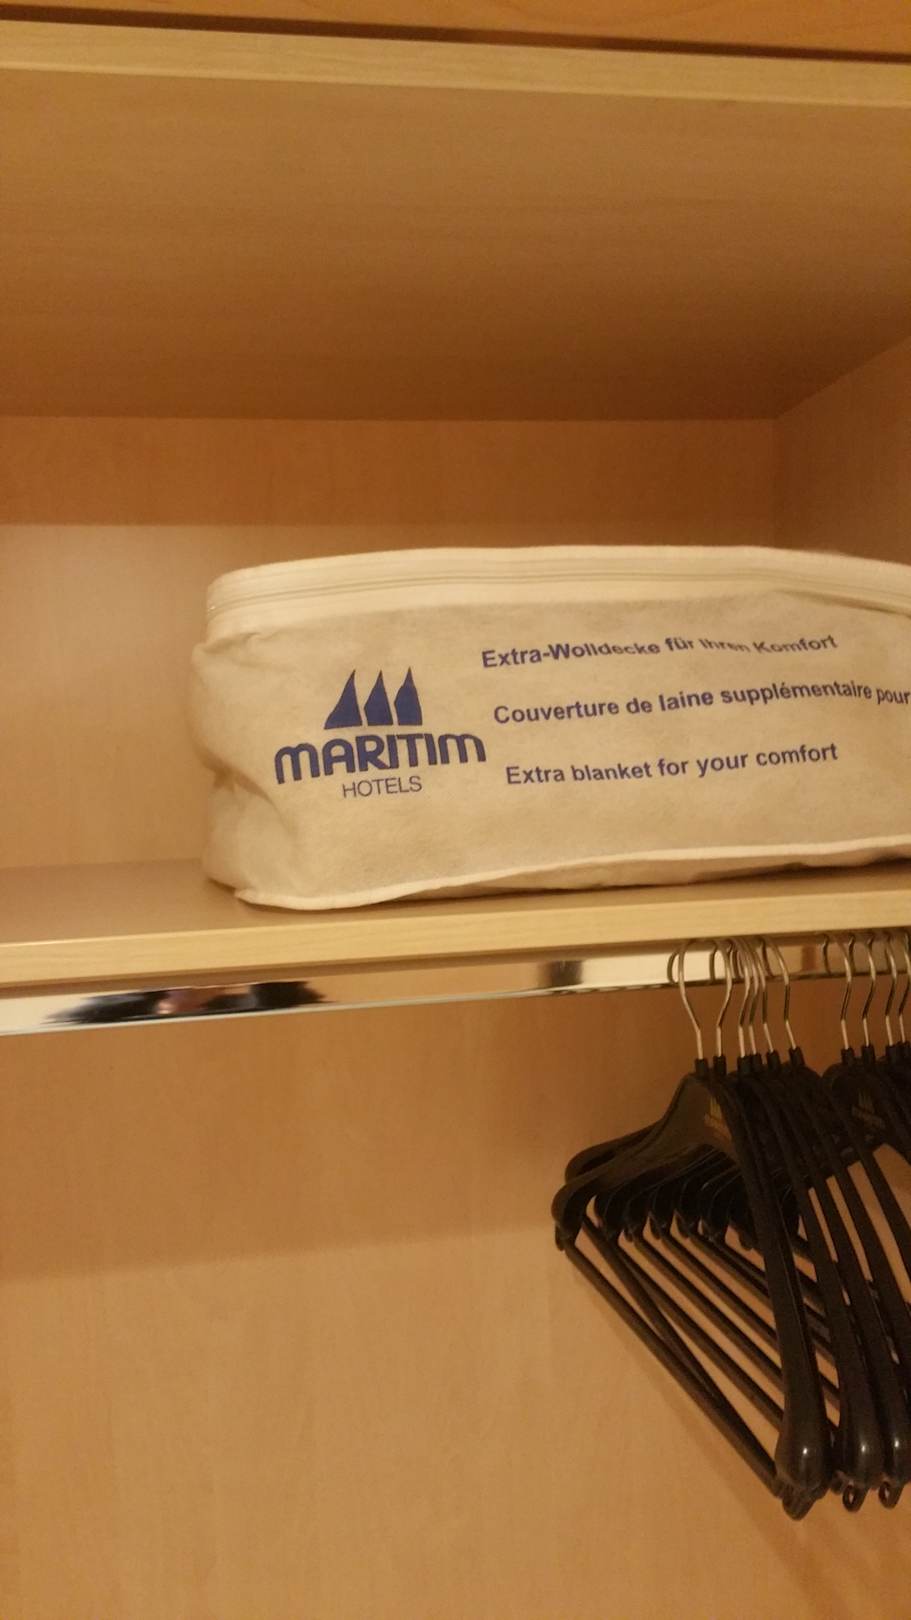 MARITIM
HOTELS
Extra-Wolldecke für Ihren Komfort
Couverture de laine supplémentaire pour
Extra blanket for your comfort